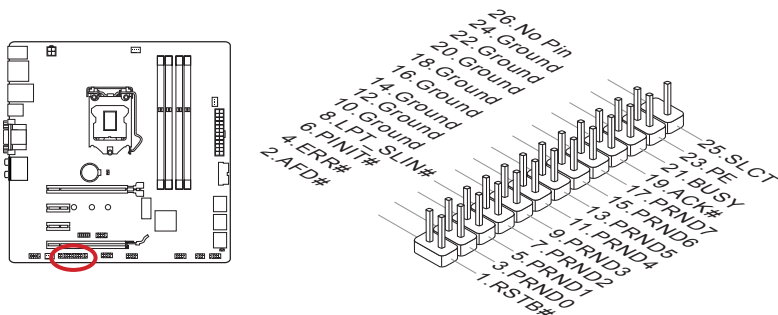 26.No Pin
24.Ground
22.Ground
20.Ground
18.Ground
16.Ground
14.Ground
12.Ground
10.Ground
8.LPT_SLIN#
6.PINIT#
4.ERR#
2.AFD#
25.SLCT
23.PE
21.BUSY
19.ACK#
17.PRND7
15.PRND6
13.PRND5
11.PRND4
9.PRND3
7.PRND2
5.PRND1
3.PRND0
1.RSTB#